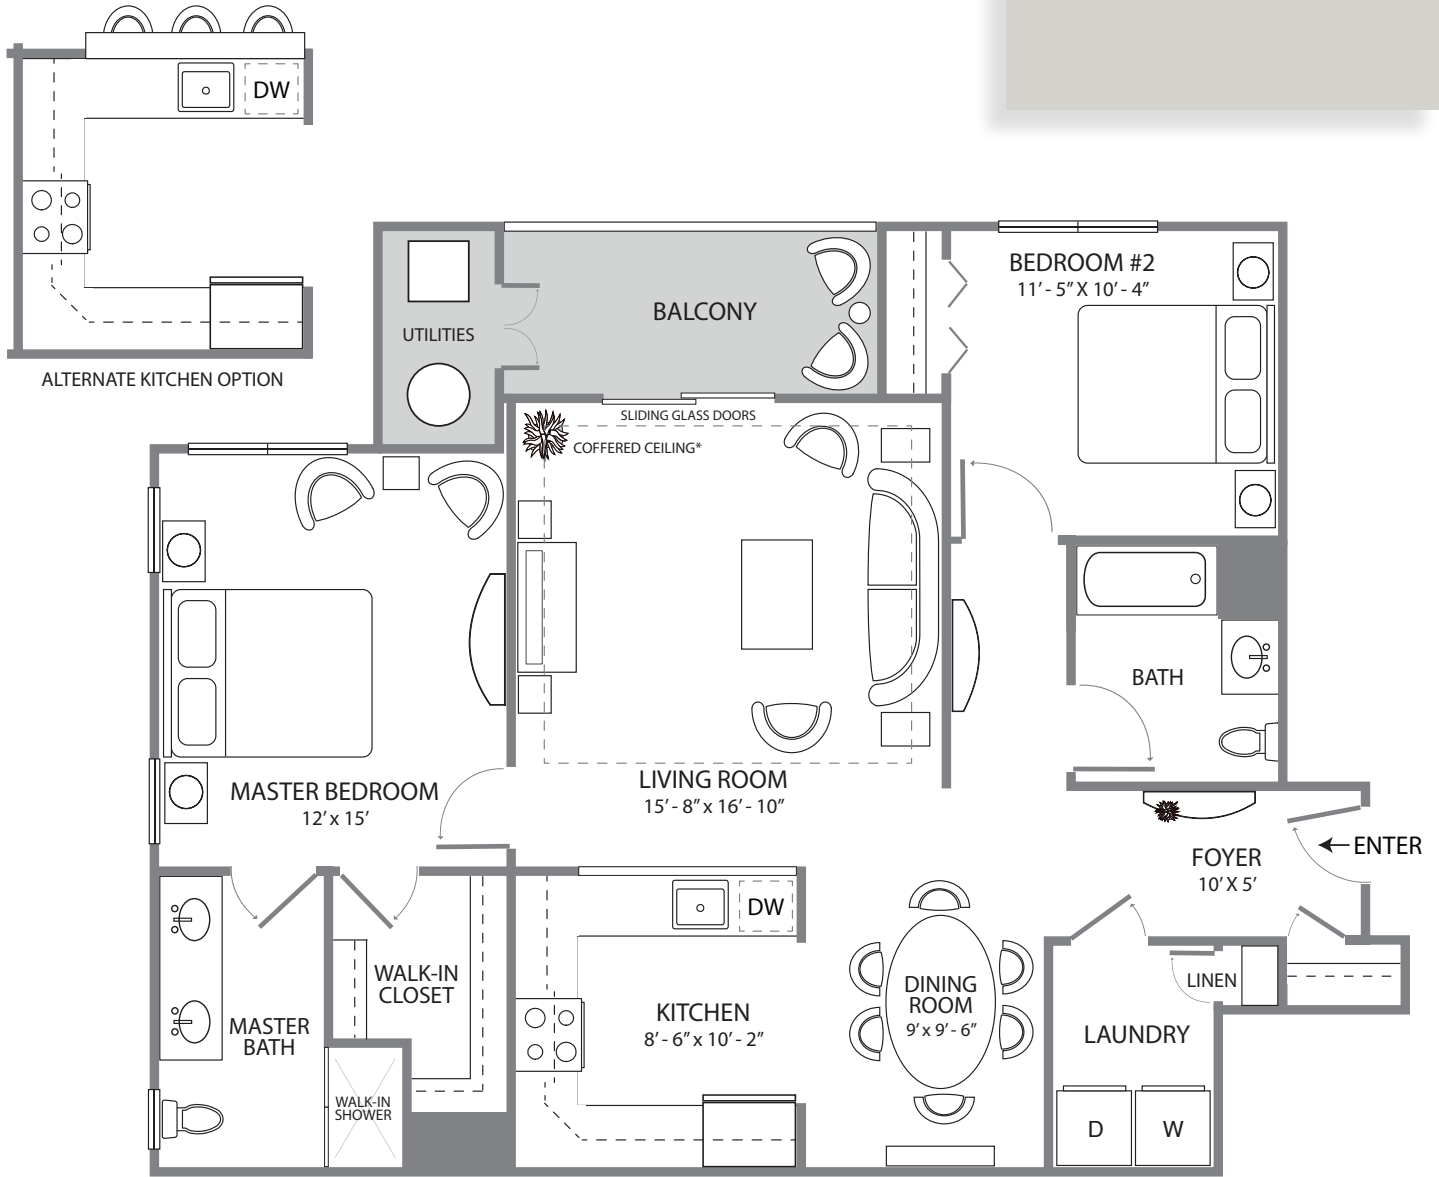 DW
ALTERNATE KITCHEN OPTION
UTILITIES
BALCONY
BEDROOM #2
11’ - 5” X 10’ - 4”
SLIDING GLASS DOORS
COFFERED CEILING*
BATH
MASTER BEDROOM
12’ x 15’
LIVING ROOM
15’ - 8” x 16’ - 10”
FOYER
10’ X 5’
ENTER
DW
WALK-IN
CLOSET
MASTER
BATH
WALK-IN
SHOWER
KITCHEN
8’ - 6” x 10’ - 2”
DINING
ROOM
9’ x 9’ - 6”
LINEN
LAUNDRY
D
W